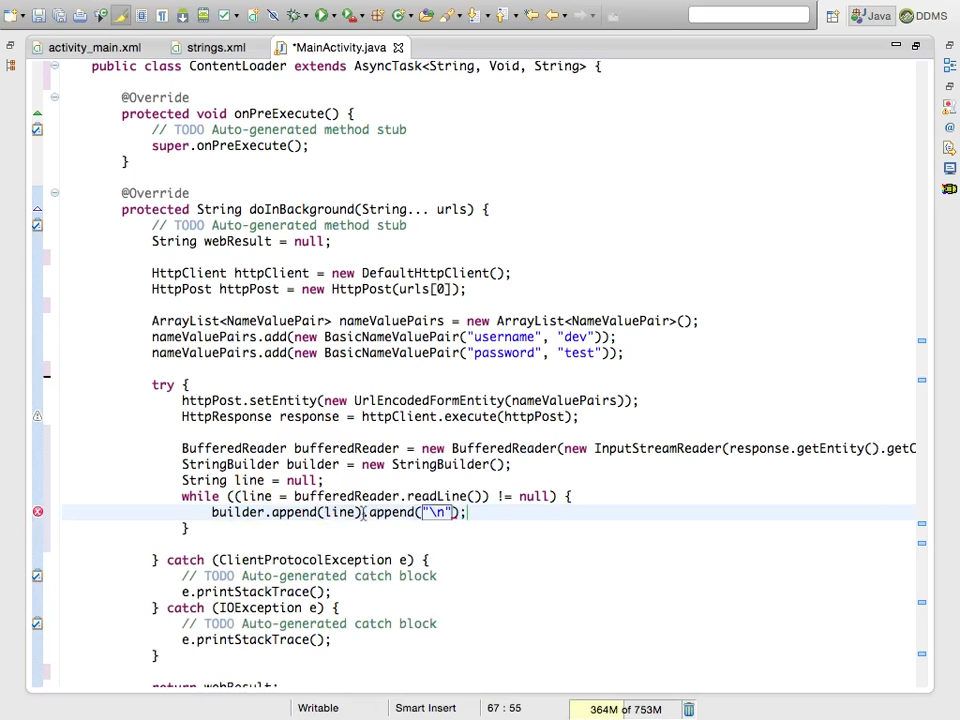 Java DDMS
activity_main.xml strings.xml *MainActivity.java
public class ContentLoader extends AsyncTask<String, Void, String> {
@Override
protected void onPreExecute() {
// TODO Auto-generated method stub
super.onPreExecute();
}
@Override
protected String doInBackground(String... urls) {
// TODO Auto-generated method stub
String webResult = null;
HttpClient httpClient = new DefaultHttpClient();
HttpPost httpPost = new HttpPost(urls[0]);
ArrayList<NameValuePair> nameValuePairs = new ArrayList<NameValuePair>();
nameValuePairs.add(new BasicNameValuePair("username", "dev"));
nameValuePairs.add(new BasicNameValuePair("password", "test"));
try {
httpPost.setEntity(new UrlEncodedFormEntity(nameValuePairs));
HttpResponse response = httpClient.execute(httpPost);
BufferedReader bufferedReader = new BufferedReader(new InputStreamReader(response.getEntity().getC
StringBuilder builder = new StringBuilder();
String line = null;
while ((line = bufferedReader.readLine()) != null) {
builder.append(line).append("\n");
}
} catch (ClientProtocolException e) {
// TODO Auto-generated catch block
e.printStackTrace();
} catch (IOException e) {
// TODO Auto-generated catch block
e.printStackTrace();
}
return webResult;
Writable Smart Insert 67 : 55 364M of 753M